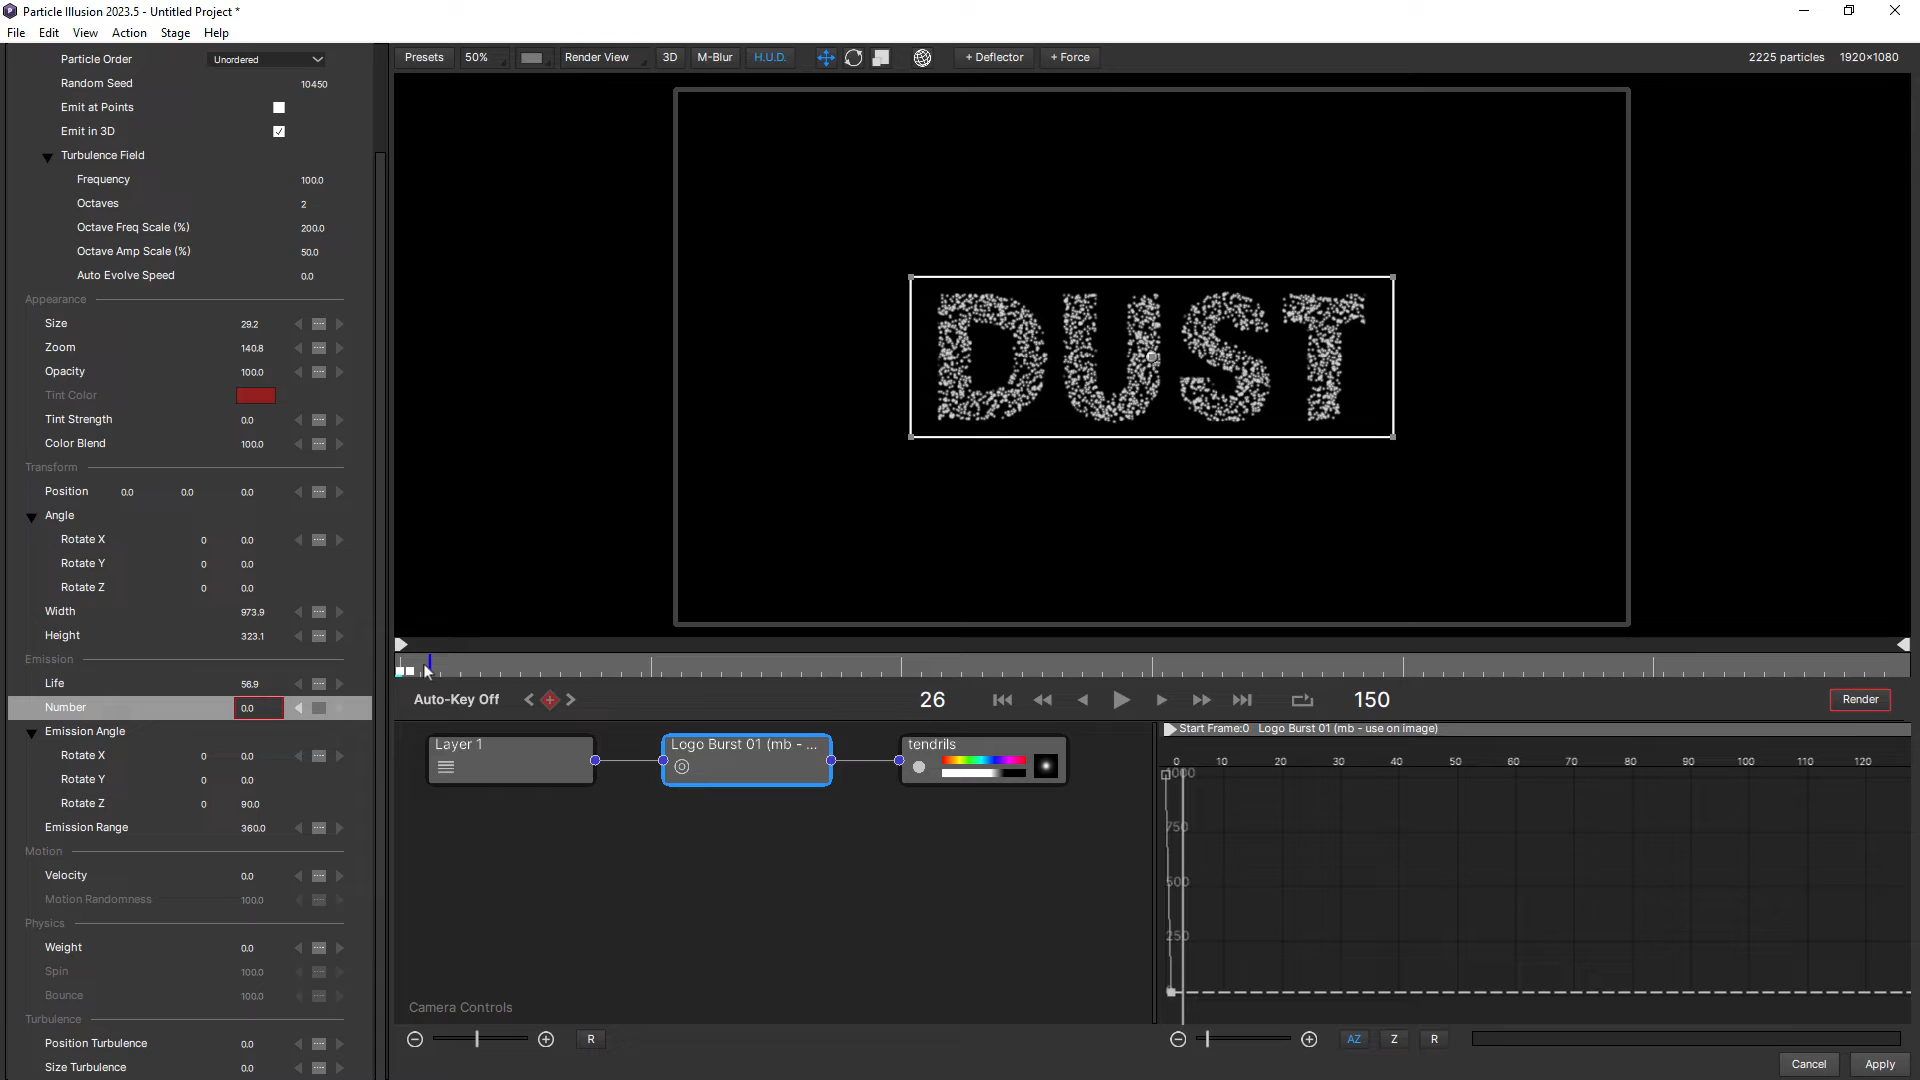 Particle Illusion 2023.5 - Untitled Project *
File Edit View Action Stage Help
Particle Order Unordered
Random Seed 10450
Emit at Points
Emit in 3D
Turbulence Field
Frequency 100.0
Octaves 2
Octave Freq Scale (%) 200.0
Octave Amp Scale (%) 50.0
Auto Evolve Speed 0.0
Appearance
Size 29.2
Zoom 140.8
Opacity 100.0
Tint Color
Tint Strength 0.0
Color Blend 100.0
Transform
Position 0.0 0.0 0.0
Angle
Rotate X 0 0.0
Rotate Y 0 0.0
Rotate Z 0 0.0
Width 973.9
Height 323.1
Emission
Life 56.9
Number 0.0
Emission Angle
Rotate X 0 0.0
Rotate Y 0 0.0
Rotate Z 0 90.0
Emission Range 360.0
Motion
Velocity 0.0
Motion Randomness 100.0
Physics
Weight 0.0
Spin 100.0
Bounce 100.0
Turbulence
Position Turbulence 0.0
Size Turbulence 0.0
Presets 50% Render View 3D M-Blur H.U.D. + Deflector + Force 2225 particles 1920×1080
DUST
Auto-Key Off 26 150 Render
Layer 1
Logo Burst 01 (mb - ...
tendrils
Camera Controls
R
Start Frame:0 Logo Burst 01 (mb - use on image)
0 10 20 30 40 50 60 70 80 90 100 110 120
1000
750
500
250
AZ Z R
Cancel Apply